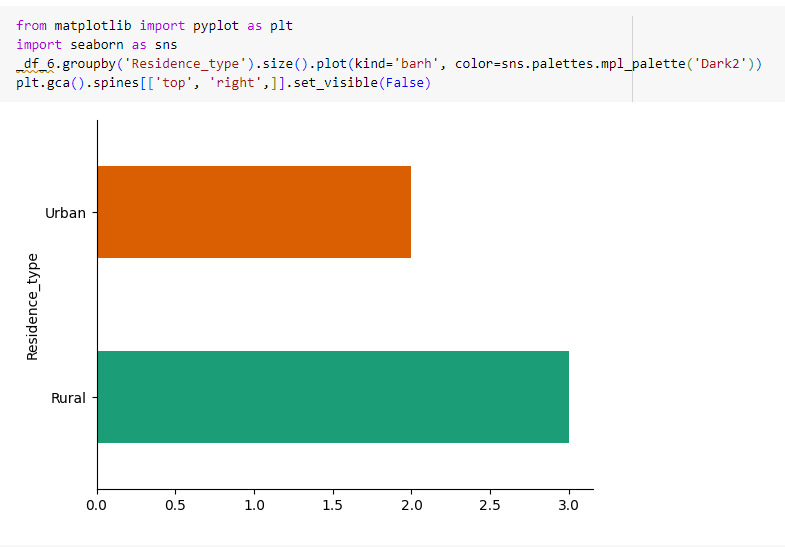 from matplotlib import pyplot as plt
import seaborn as sns
_df_6.groupby('Residence_type').size().plot(kind='barh', color=sns.palettes.mpl_palette('Dark2'))
plt.gca().spines[['top', 'right',]].set_visible(False)
Urban
Residence_type
Rural
0.0 0.5 1.0 1.5 2.0 2.5 3.0